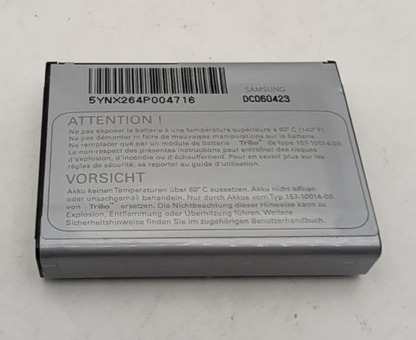 SAMSUNG
5YNX264P004716 DC060423
ATTENTION !
Ne pas exposer la batterie à une température supérieure à 60° C (140°F).
Ne pas démonter ni faire de mauvaises manipulations sur la batterie.
Ne remplacer que par un module de batterie Treo™ de type 157-10014-00.
Le non-respect des présentes instructions peut entraîner des risques
d'explosion, d'incendie ou d'échauffement. Pour en savoir plus sur les
règles de sécurité, se reporter au guide d'utilisation.
VORSICHT
Akku keinen Temperaturen über 60° C aussetzen. Akku nicht öffnen
oder unsachgemäß behandeln. Nur durch Akkus vom Typ 157-10014-00
von Treo™ ersetzen. Die Nichtbeachtung dieser Hinweise kann zu
Explosion, Entflammung oder Überhitzung führen. Weitere
Sicherheitshinweise finden Sie im zugehörigen Benutzerhandbuch.